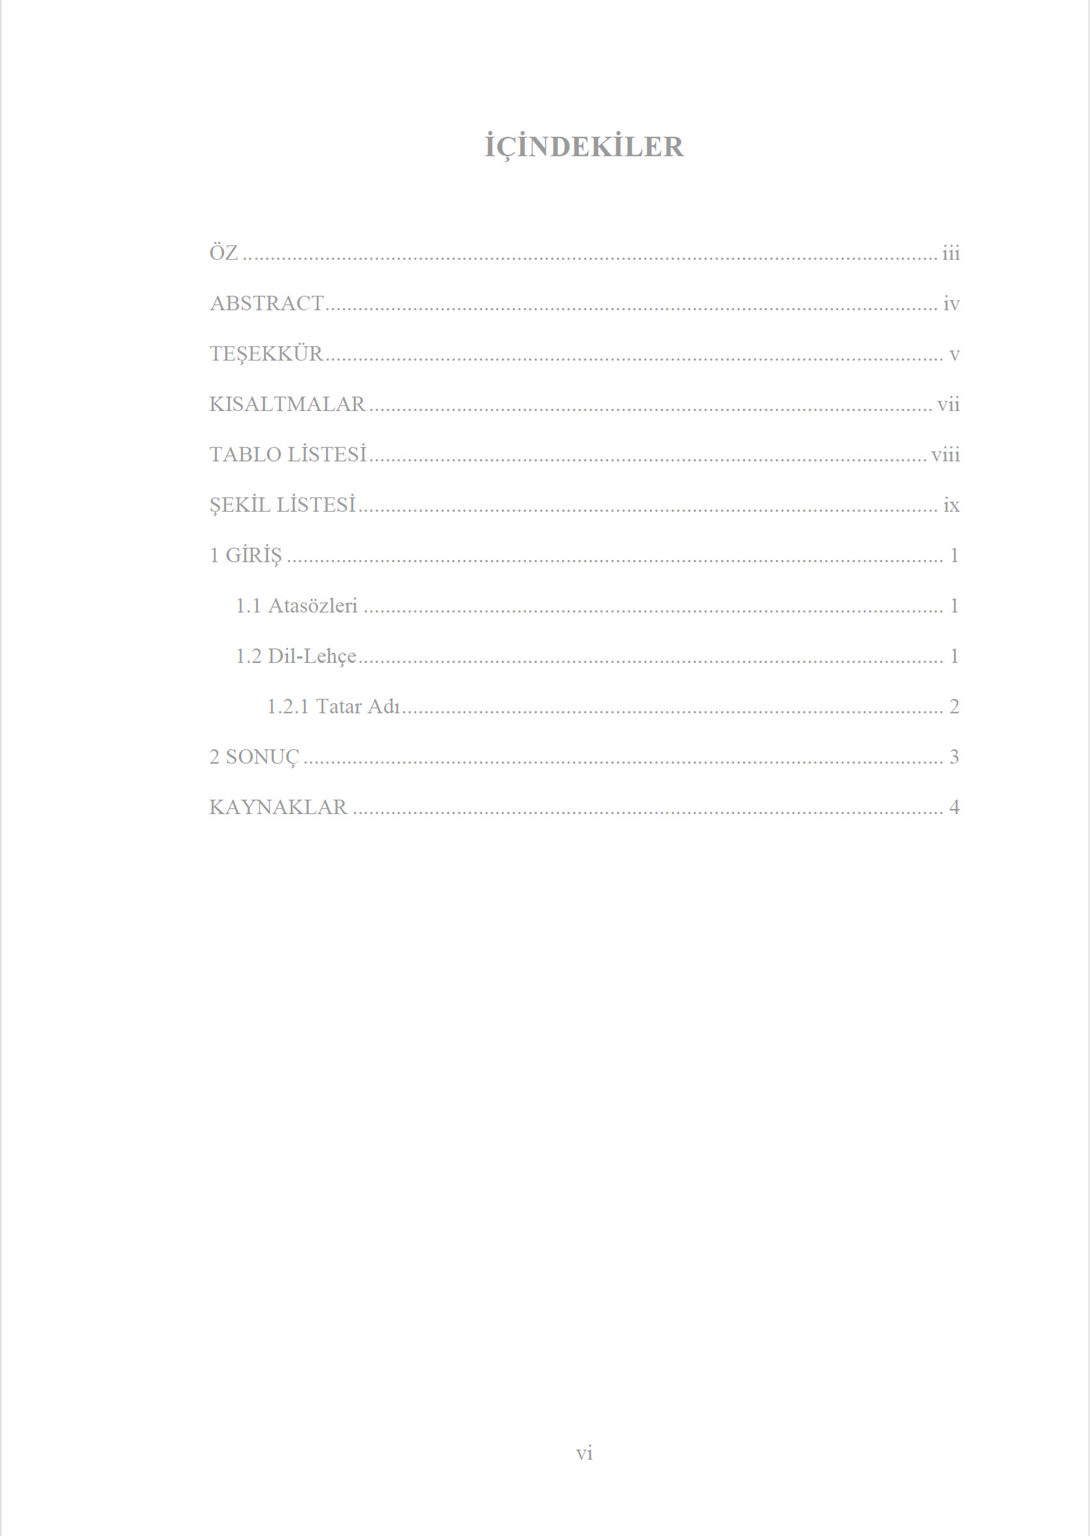 İÇİNDEKİLER
ÖZ ........................................................................................................................ iii
ABSTRACT.......................................................................................................... iv
TEŞEKKÜR........................................................................................................... v
KISALTMALAR.................................................................................................. vii
TABLO LİSTESİ................................................................................................. viii
ŞEKİL LİSTESİ.................................................................................................... ix
1 GİRİŞ ................................................................................................................. 1
1.1 Atasözleri .................................................................................................... 1
1.2 Dil-Lehçe..................................................................................................... 1
1.2.1 Tatar Adı............................................................................................... 2
2 SONUÇ .............................................................................................................. 3
KAYNAKLAR ..................................................................................................... 4
vi